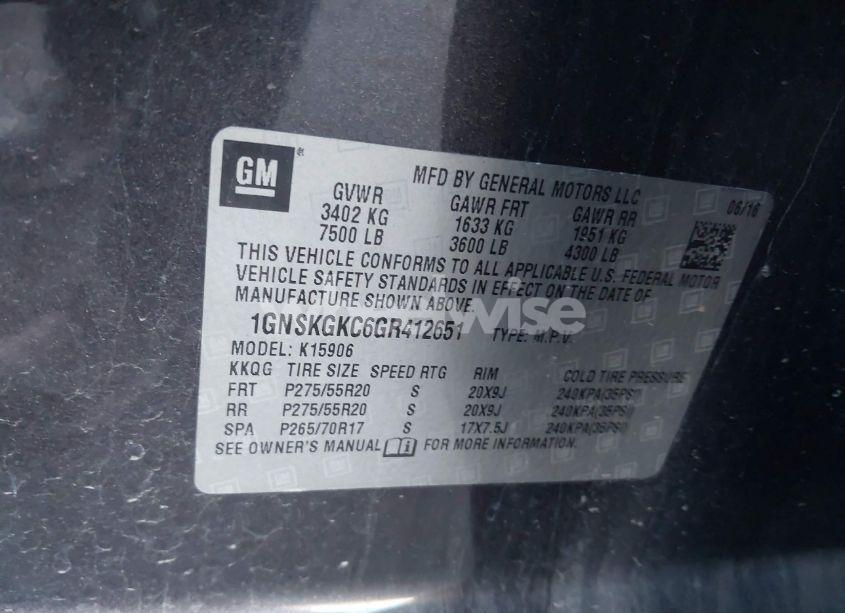 GM
MFD BY GENERAL MOTORS LLC
GVWR GAWR FRT GAWR RR 06/16
3402 KG 1633 KG 1951 KG
7500 LB 3600 LB 4300 LB
THIS VEHICLE CONFORMS TO ALL APPLICABLE U.S. FEDERAL MOTOR
VEHICLE SAFETY STANDARDS IN EFFECT ON THE DATE OF
MANUFACTURE SHOWN ABOVE.
1GNSKGKC6GR412651 TYPE: M.P.V.
MODEL: K15906
KKQG TIRE SIZE SPEED RTG RIM COLD TIRE PRESSURE
FRT P275/55R20 S 20X9J 240KPA(35PSI)
RR P275/55R20 S 20X9J 240KPA(35PSI)
SPA P265/70R17 S 17X7.5J 240KPA(35PSI)
SEE OWNER'S MANUAL FOR MORE INFORMATION.